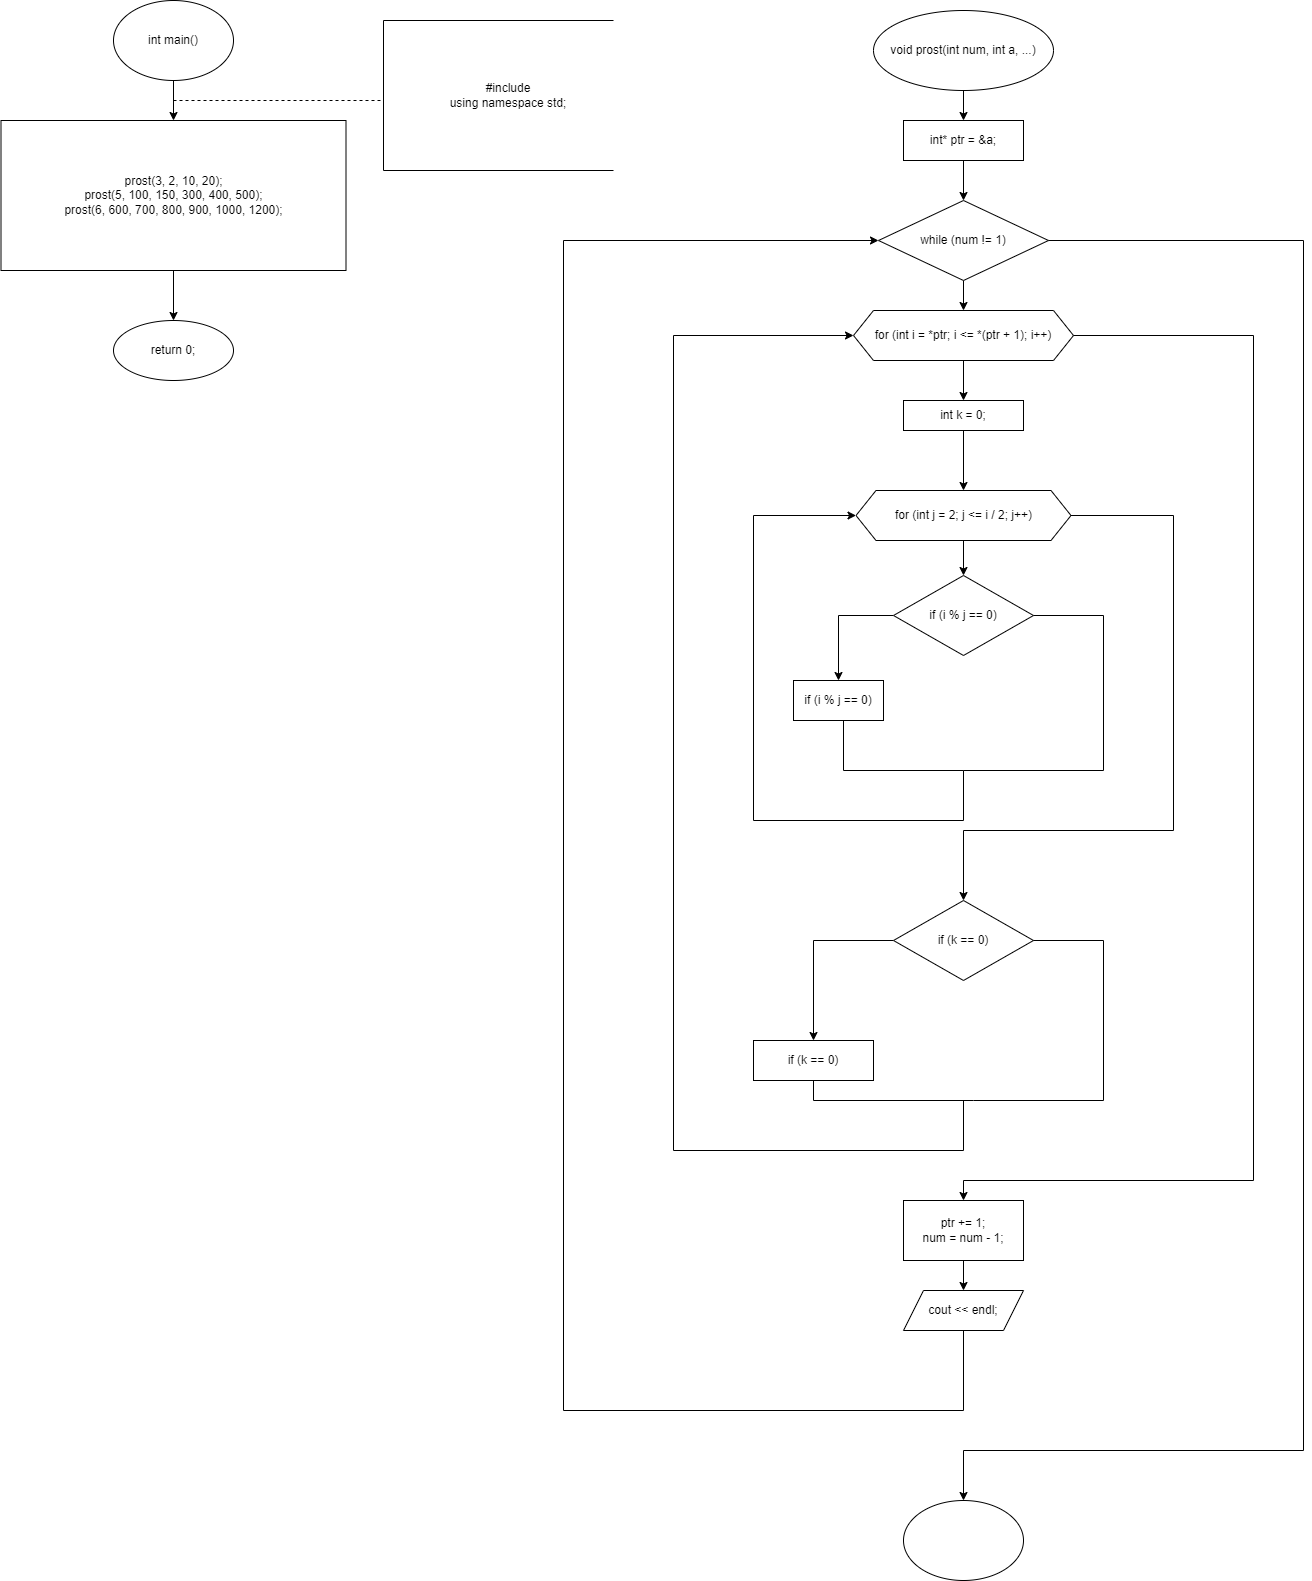 int main()
#include
using namespace std;
prost(3, 2, 10, 20);
prost(5, 100, 150, 300, 400, 500);
prost(6, 600, 700, 800, 900, 1000, 1200);
return 0;
void prost(int num, int a, ...)
int* ptr = &a;
while (num != 1)
for (int i = *ptr; i <= *(ptr + 1); i++)
int k = 0;
for (int j = 2; j <= i / 2; j++)
if (i % j == 0)
if (i % j == 0)
if (k == 0)
if (k == 0)
ptr += 1;
num = num - 1;
cout << endl;